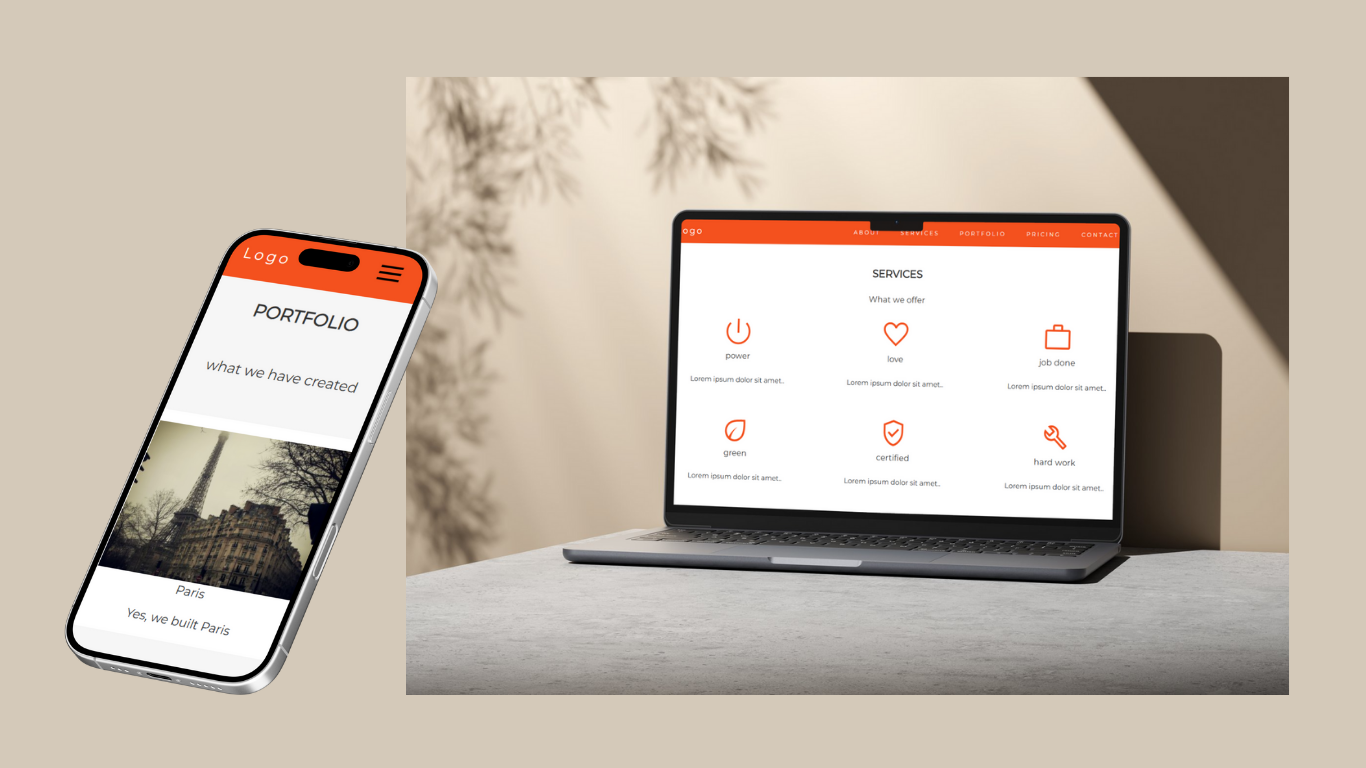 Logo
PORTFOLIO
what we have created
Paris
Yes, we built Paris
ogo
ABOUT SERVICES PORTFOLIO PRICING CONTACT
SERVICES
What we offer
power love job done
Lorem ipsum dolor sit amet.. Lorem ipsum dolor sit amet.. Lorem ipsum dolor sit amet..
green certified hard work
Lorem ipsum dolor sit amet.. Lorem ipsum dolor sit amet.. Lorem ipsum dolor sit amet..